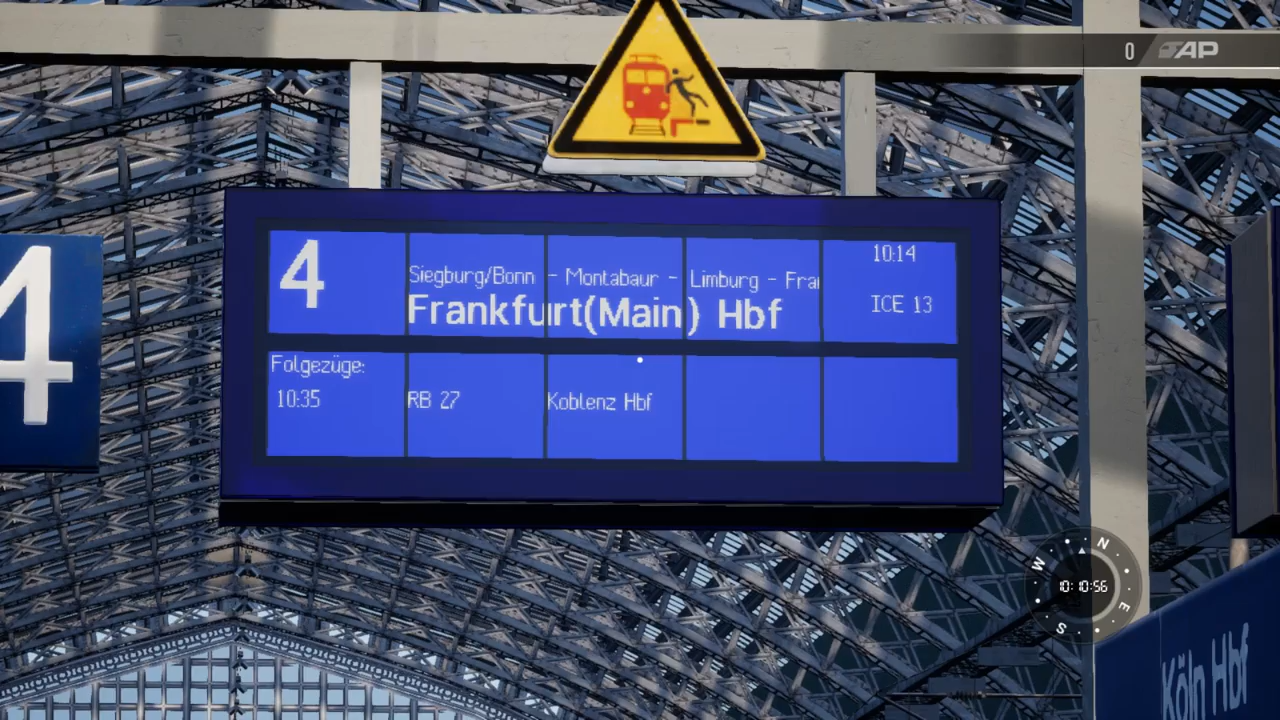 0 AP
4
4
10:14
Siegburg/Bonn - Montabaur - Limburg - Fra
ICE 13
Frankfurt(Main) Hbf
Folgezüge:
10:35 RB 27 Koblenz Hbf
N
W
10:10:56
E
S
Köln Hbf